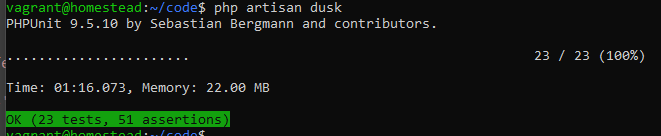 vagrant@homestead:~/code$ php artisan dusk
PHPUnit 9.5.10 by Sebastian Bergmann and contributors.
....................... 23 / 23 (100%)
Time: 01:16.073, Memory: 22.00 MB
OK (23 tests, 51 assertions)
vagrant@homestead:~/code$